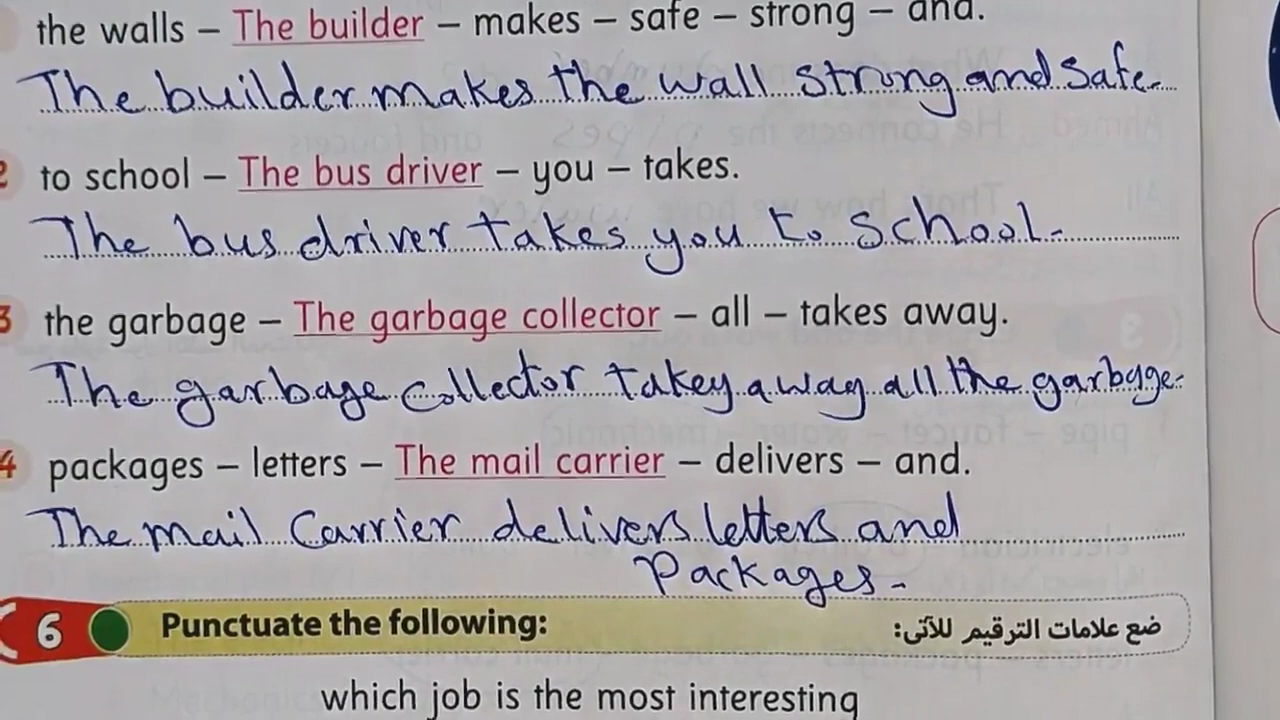 the walls – The builder – makes – safe – strong – and.
The builder makes the wall strong and safe.
2 to school – The bus driver – you – takes.
The bus driver takes you to school.
3 the garbage – The garbage collector – all – takes away.
The garbage collector takey away all the garbage.
4 packages – letters – The mail carrier – delivers – and.
The mail Carrier delivers letters and
Packages.
6 Punctuate the following: ضع علامات الترقيم للآتى:
which job is the most interesting